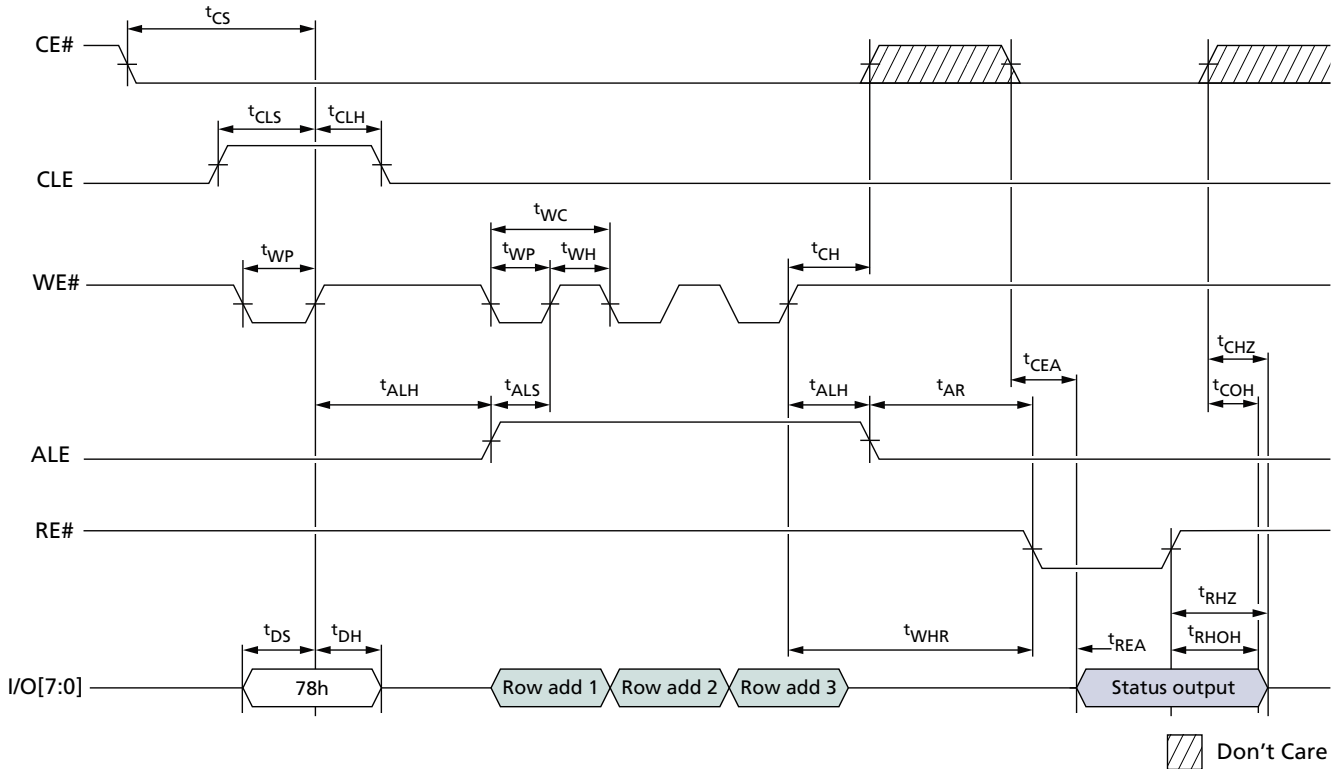 tCS
CE#
tCLS tCLH
CLE
tWC
tWP tWP tWH tCH
WE#
tCHZ
tCEA
tALH tALS tALH tAR tCOH
ALE
RE#
tRHZ
tDS tDH tWHR tREA tRHOH
I/O[7:0] 78h Row add 1 Row add 2 Row add 3 Status output
Don't Care